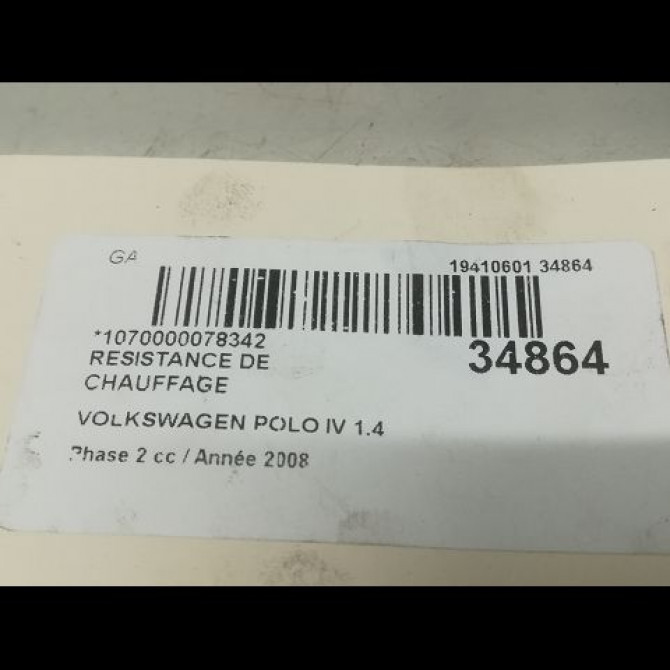 GA
19410601 34864
*1070000078342
34864
RESISTANCE DE
CHAUFFAGE
VOLKSWAGEN POLO IV 1.4
Phase 2 cc / Année 2008